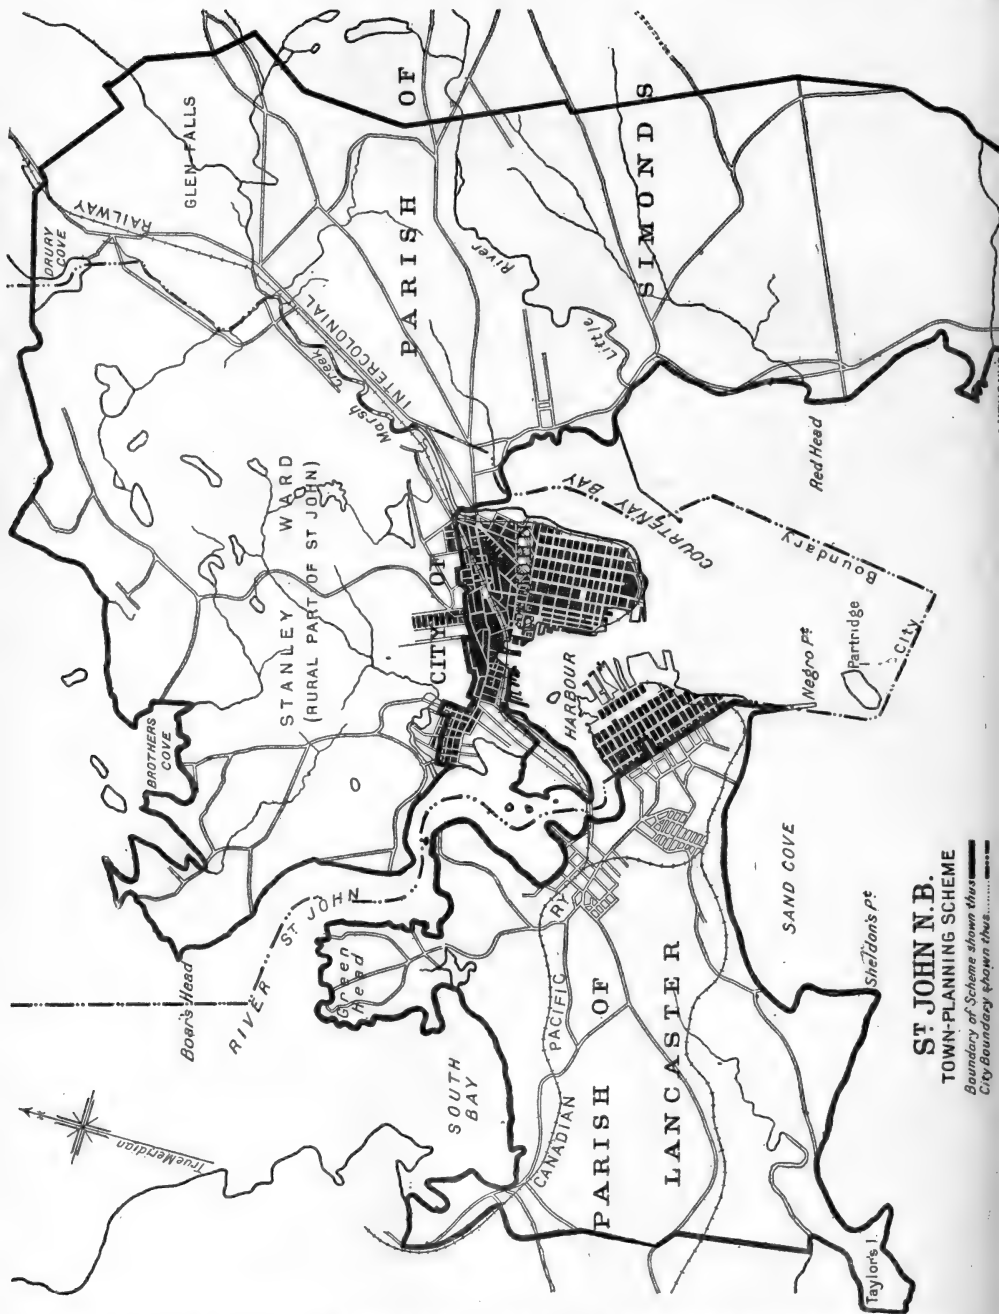 DRURY
COVE
RAILWAY
GLEN FALLS
BROTHERS
COVE
Boar's Head
RIVER ST. JOHN
True Meridian
STANLEY WARD
(RURAL PART OF ST JOHN)
Marsh Creek
INTERCOLONIAL
PARISH OF
SIMONDS
Little River
Green
Head
SOUTH
BAY
CITY OF
HARBOUR
COURTENAY BAY
Red Head
CANADIAN PACIFIC RY
PARISH OF
LANCASTER
Negro Pt.
Partridge
City Boundary
SAND COVE
Sheldon's Pt.
Taylor's I.
ST JOHN N.B.
TOWN-PLANNING SCHEME
Boundary of Scheme shown thus
City Boundary shown thus